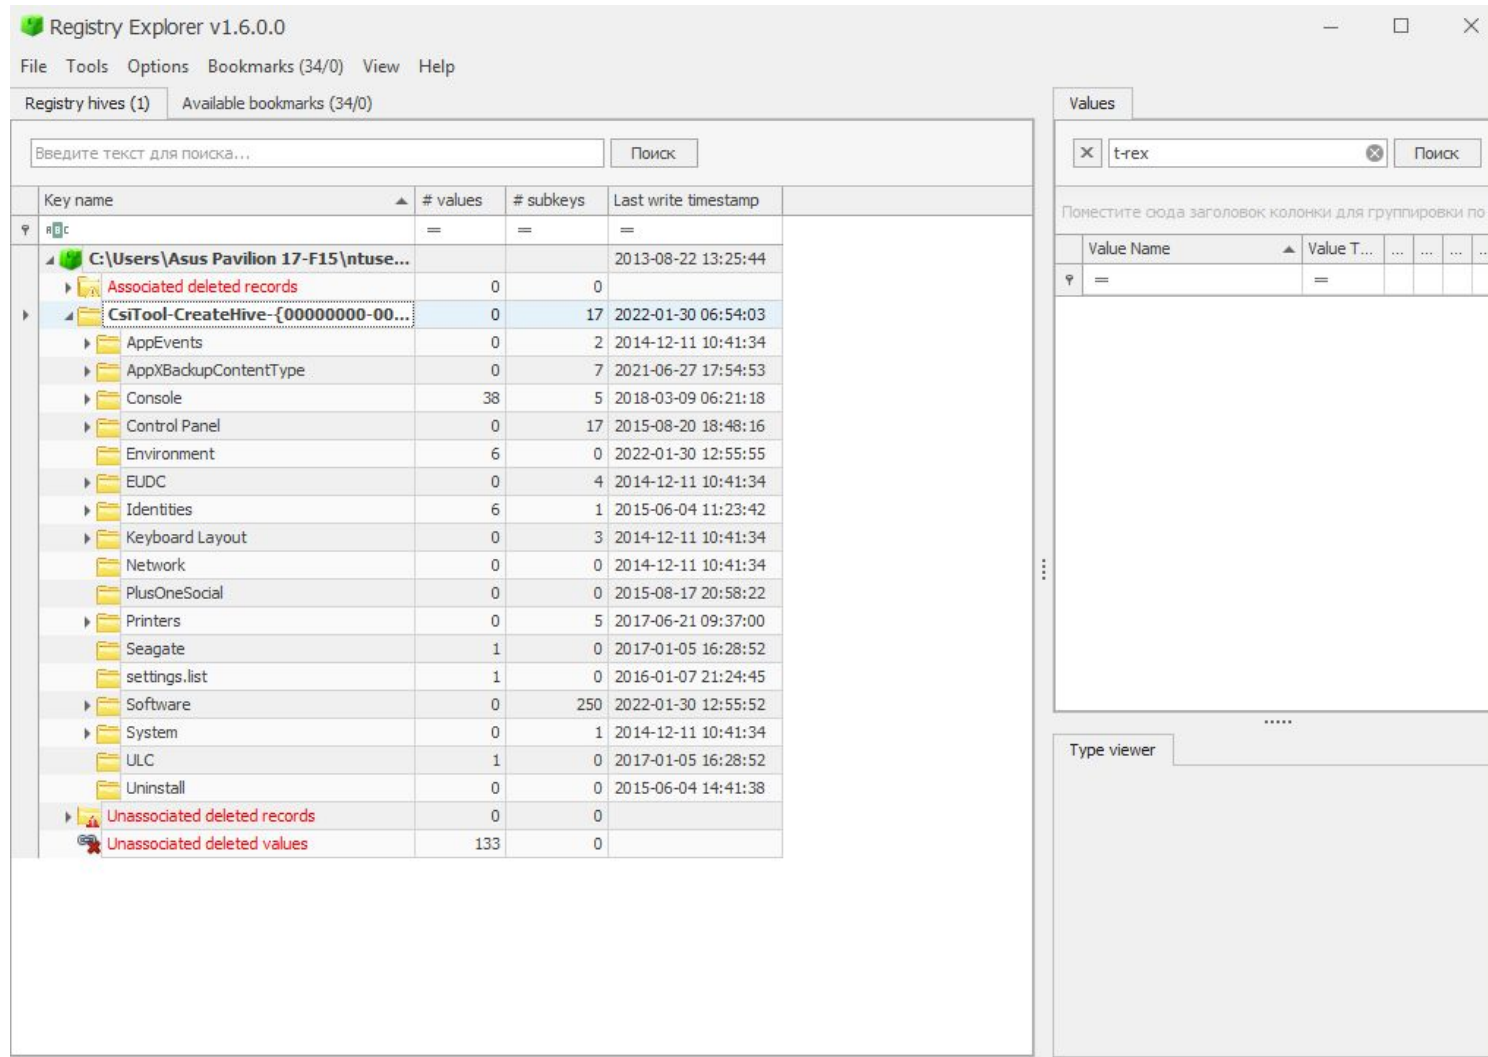 Registry Explorer v1.6.0.0
File Tools Options Bookmarks (34/0) View Help
Registry hives (1) Available bookmarks (34/0)
Введите текст для поиска... Поиск
Key name # values # subkeys Last write timestamp
ABC = = =
C:\Users\Asus Pavilion 17-F15\ntuse... 2013-08-22 13:25:44
Associated deleted records 0 0
CsiTool-CreateHive-{00000000-00... 0 17 2022-01-30 06:54:03
AppEvents 0 2 2014-12-11 10:41:34
AppXBackupContentType 0 7 2021-06-27 17:54:53
Console 38 5 2018-03-09 06:21:18
Control Panel 0 17 2015-08-20 18:48:16
Environment 6 0 2022-01-30 12:55:55
EUDC 0 4 2014-12-11 10:41:34
Identities 6 1 2015-06-04 11:23:42
Keyboard Layout 0 3 2014-12-11 10:41:34
Network 0 0 2014-12-11 10:41:34
PlusOneSocial 0 0 2015-08-17 20:58:22
Printers 0 5 2017-06-21 09:37:00
Seagate 1 0 2017-01-05 16:28:52
settings.list 1 0 2016-01-07 21:24:45
Software 0 250 2022-01-30 12:55:52
System 0 1 2014-12-11 10:41:34
ULC 1 0 2017-01-05 16:28:52
Uninstall 0 0 2015-06-04 14:41:38
Unassociated deleted records 0 0
Unassociated deleted values 133 0
Values
t-rex Поиск
Поместите сюда заголовок колонки для группировки по
Value Name Value T... ... ... ... ...
= =
Type viewer